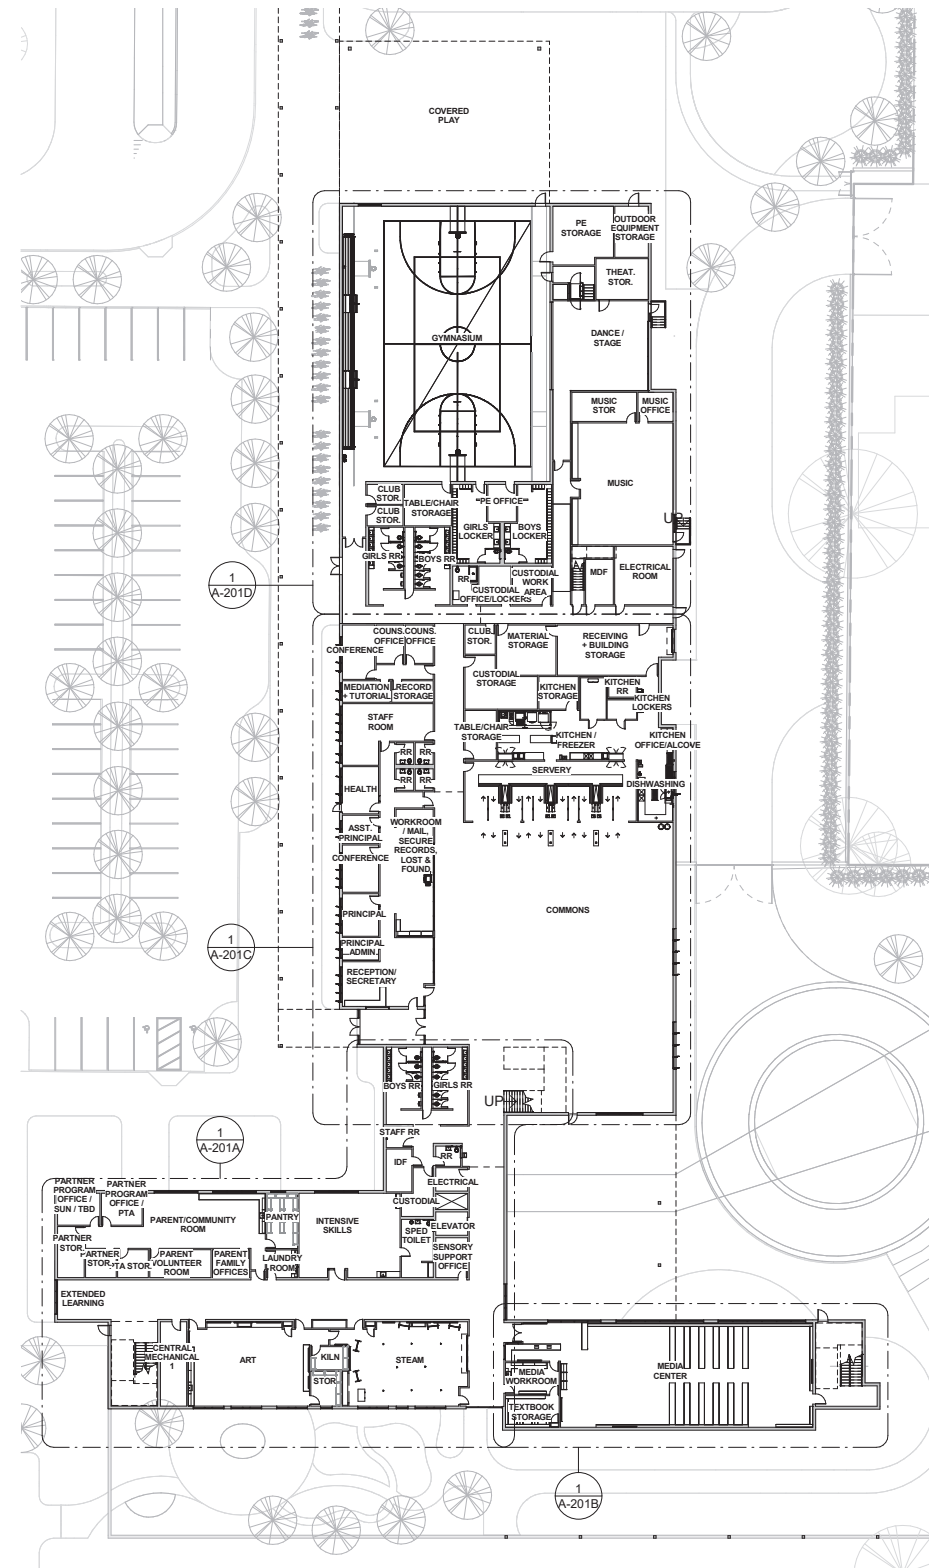 COVERED
PLAY
PE
STORAGE
OUTDOOR
EQUIPMENT
STORAGE
THEAT.
STOR.
DANCE /
STAGE
GYMNASIUM
MUSIC
STOR
MUSIC
OFFICE
MUSIC
CLUB
STOR.
CLUB
STOR.
TABLE/CHAIR
STORAGE
PE OFFICE
GIRLS
LOCKER
BOYS
LOCKER
GIRLS RR
BOYS RR
RR
CUSTODIAL
OFFICE/LOCKERS
CUSTODIAL
WORK
AREA
MDF
ELECTRICAL
ROOM
1
A-201D
CONFERENCE
COUNS.
OFFICE
COUNS.
OFFICE
CLUB
STOR.
MATERIAL
STORAGE
RECEIVING
+ BUILDING
STORAGE
MEDIATION
+ TUTORIAL
RECORD
STORAGE
CUSTODIAL
STORAGE
KITCHEN
STORAGE
KITCHEN
RR
KITCHEN
LOCKERS
STAFF
ROOM
TABLE/CHAIR
STORAGE
KITCHEN /
FREEZER
KITCHEN
OFFICE/ALCOVE
RR
RR
RR
RR
SERVERY
DISHWASHING
HEALTH
ASST.
PRINCIPAL
CONFERENCE
WORKROOM
/ MAIL,
SECURE
RECORDS,
LOST &
FOUND
COMMONS
PRINCIPAL
PRINCIPAL
ADMIN.
RECEPTION/
SECRETARY
1
A-201C
BOYS RR
GIRLS RR
UP
1
A-201A
STAFF RR
IDF
RR
ELECTRICAL
CUSTODIAL
PARTNER
PROGRAM
OFFICE /
SUN / TBD
PARTNER
PROGRAM
OFFICE /
PTA
PARENT/COMMUNITY
ROOM
PANTRY
INTENSIVE
SKILLS
SPED
TOILET
ELEVATOR
PARTNER
STOR.
PARTNER
STOR.
PTA STOR.
PARENT
VOLUNTEER
ROOM
PARENT
FAMILY
OFFICES
LAUNDRY
ROOM
SENSORY
SUPPORT
OFFICE
EXTENDED
LEARNING
CENTRAL
MECHANICAL
1
ART
KILN
STOR.
STEAM
MEDIA
WORKROOM
MEDIA
CENTER
TEXTBOOK
STORAGE
1
A-201B